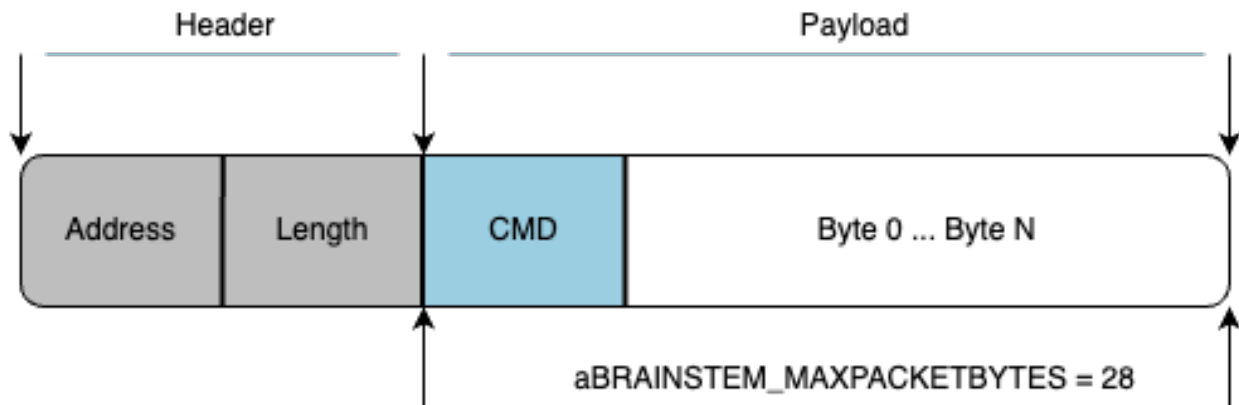 Header Payload
Address Length CMD Byte 0 ... Byte N
aBRAINSTEM_MAXPACKETBYTES = 28